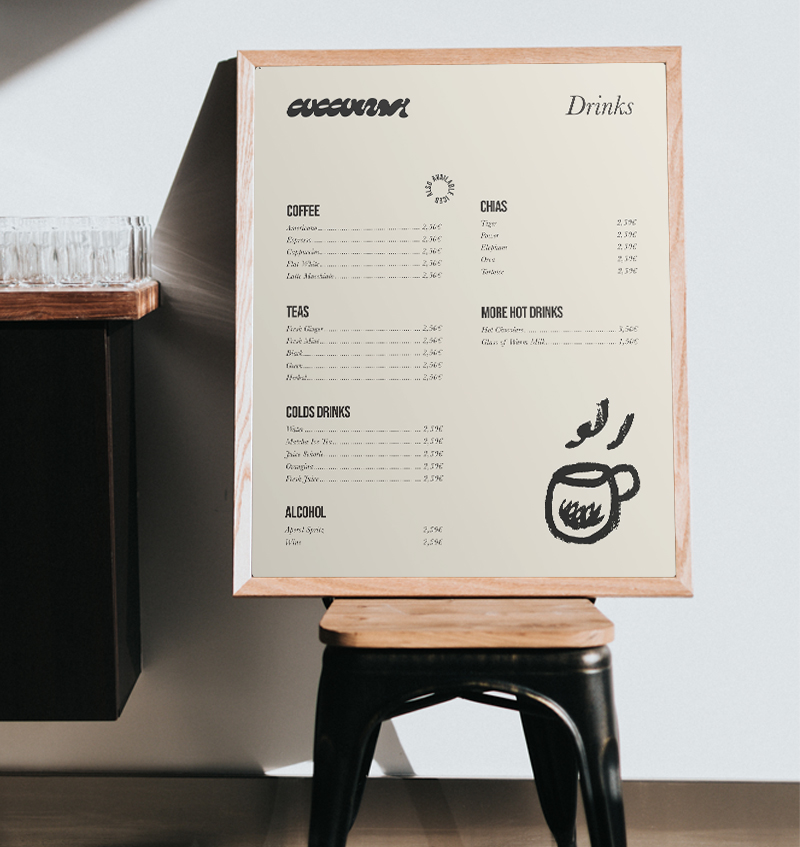 Drinks
ALSO AVAILABLE ICED
COFFEE
Americano 2,50€
Espresso 2,50€
Cappuccino 2,50€
Flat White 2,50€
Latte Macchiato 2,50€
TEAS
Fresh Ginger 2,50€
Fresh Mint 2,50€
Black 2,50€
Green 2,50€
Herbal 2,50€
COLDS DRINKS
Water 2,50€
Matcha Ice Tea 2,50€
Juice Schorle 2,50€
Orangina 2,50€
Fresh Juice 2,50€
ALCOHOL
Aperol Spritz 2,50€
Wine 2,50€
CHIAS
Tiger 2,50€
Power 2,50€
Elephant 2,50€
Orca 2,50€
Tortoise 2,50€
MORE HOT DRINKS
Hot Chocolate 3,50€
Glass of Warm Milk 1,50€